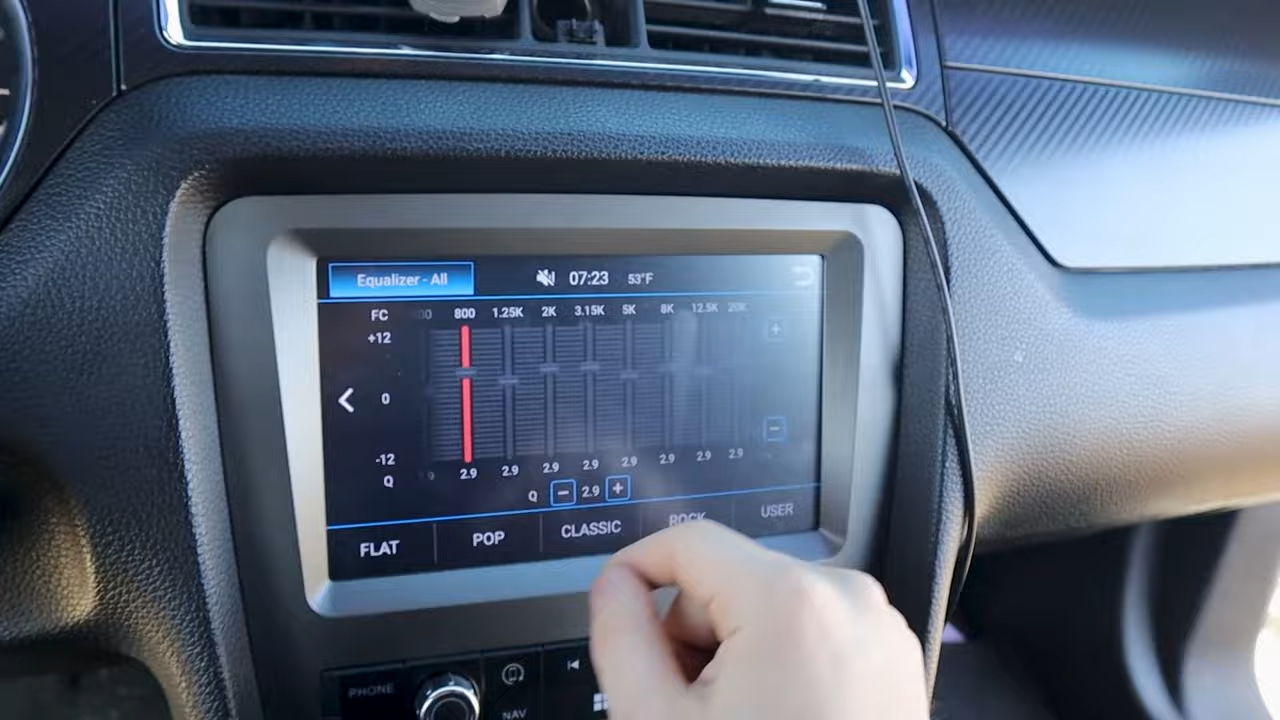 Equalizer - All 07:23 53°F
FC 800 1.25K 2K 3.15K 5K 8K 12.5K 20K
+12
+
0
−
-12
Q 2.9 2.9 2.9 2.9 2.9 2.9 2.9 2.9
Q − 2.9 +
FLAT POP CLASSIC ROCK USER
PHONE
NAV